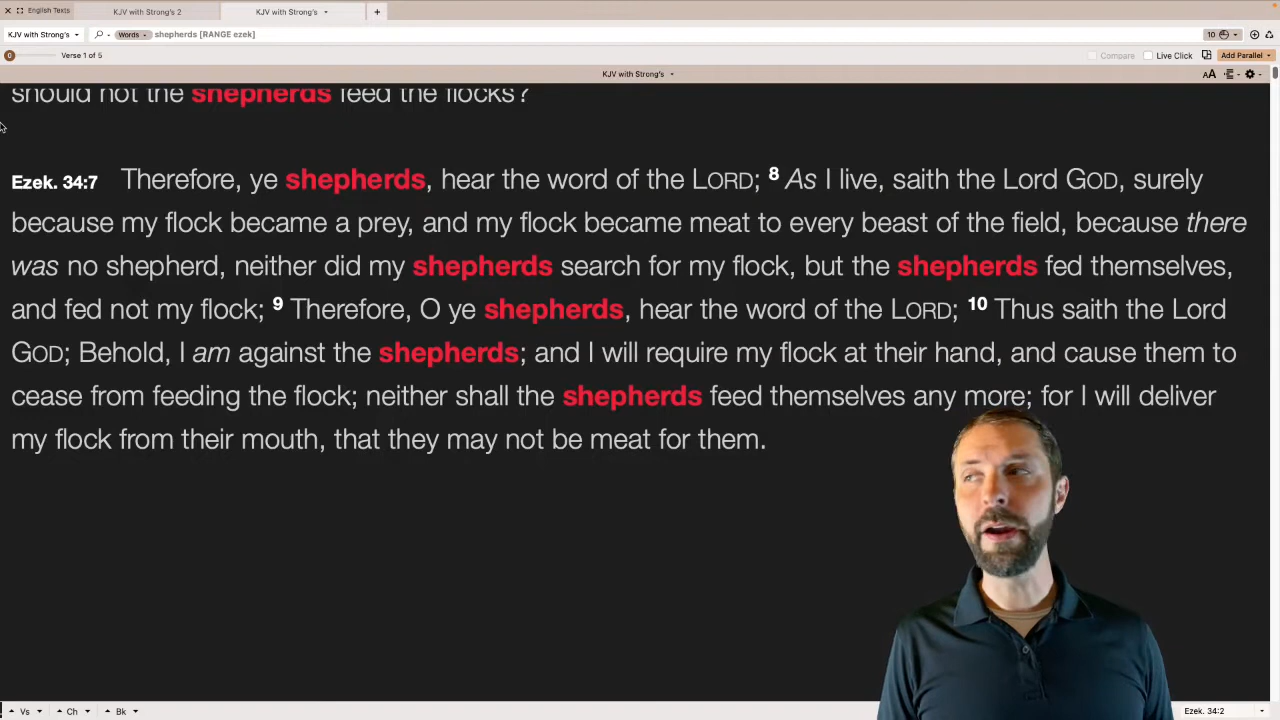 English Texts
KJV with Strong's 2
KJV with Strong's
+
KJV with Strong's
Words
shepherds [RANGE ezek]
10
0
Verse 1 of 5
Compare
Live Click
Add Parallel
KJV with Strong's
AA
should not the shepherds feed the flocks?
Ezek. 34:7 Therefore, ye shepherds, hear the word of the LORD; 8 As I live, saith the Lord GOD, surely
because my flock became a prey, and my flock became meat to every beast of the field, because there
was no shepherd, neither did my shepherds search for my flock, but the shepherds fed themselves,
and fed not my flock; 9 Therefore, O ye shepherds, hear the word of the LORD; 10 Thus saith the Lord
GOD; Behold, I am against the shepherds; and I will require my flock at their hand, and cause them to
cease from feeding the flock; neither shall the shepherds feed themselves any more; for I will deliver
my flock from their mouth, that they may not be meat for them.
Vs
Ch
Bk
Ezek. 34:2